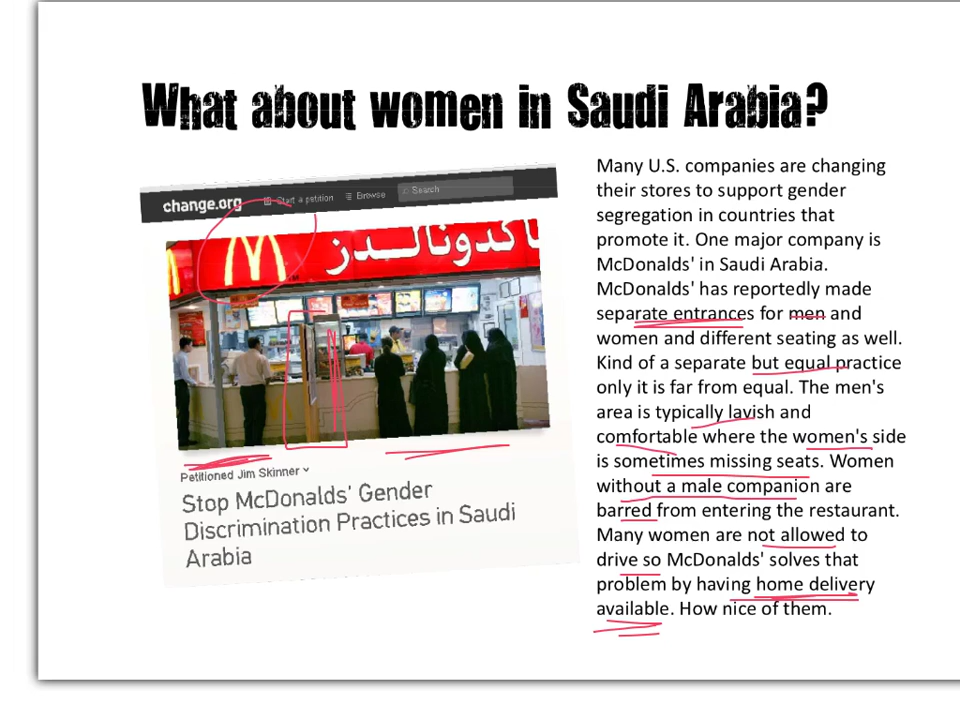 What about women in Saudi Arabia?
change.org Start a petition Browse Search
ماكدونالدز
Petitioned Jim Skinner
Stop McDonalds' Gender
Discrimination Practices in Saudi
Arabia
Many U.S. companies are changing
their stores to support gender
segregation in countries that
promote it. One major company is
McDonalds' in Saudi Arabia.
McDonalds' has reportedly made
separate entrances for men and
women and different seating as well.
Kind of a separate but equal practice
only it is far from equal. The men's
area is typically lavish and
comfortable where the women's side
is sometimes missing seats. Women
without a male companion are
barred from entering the restaurant.
Many women are not allowed to
drive so McDonalds' solves that
problem by having home delivery
available. How nice of them.